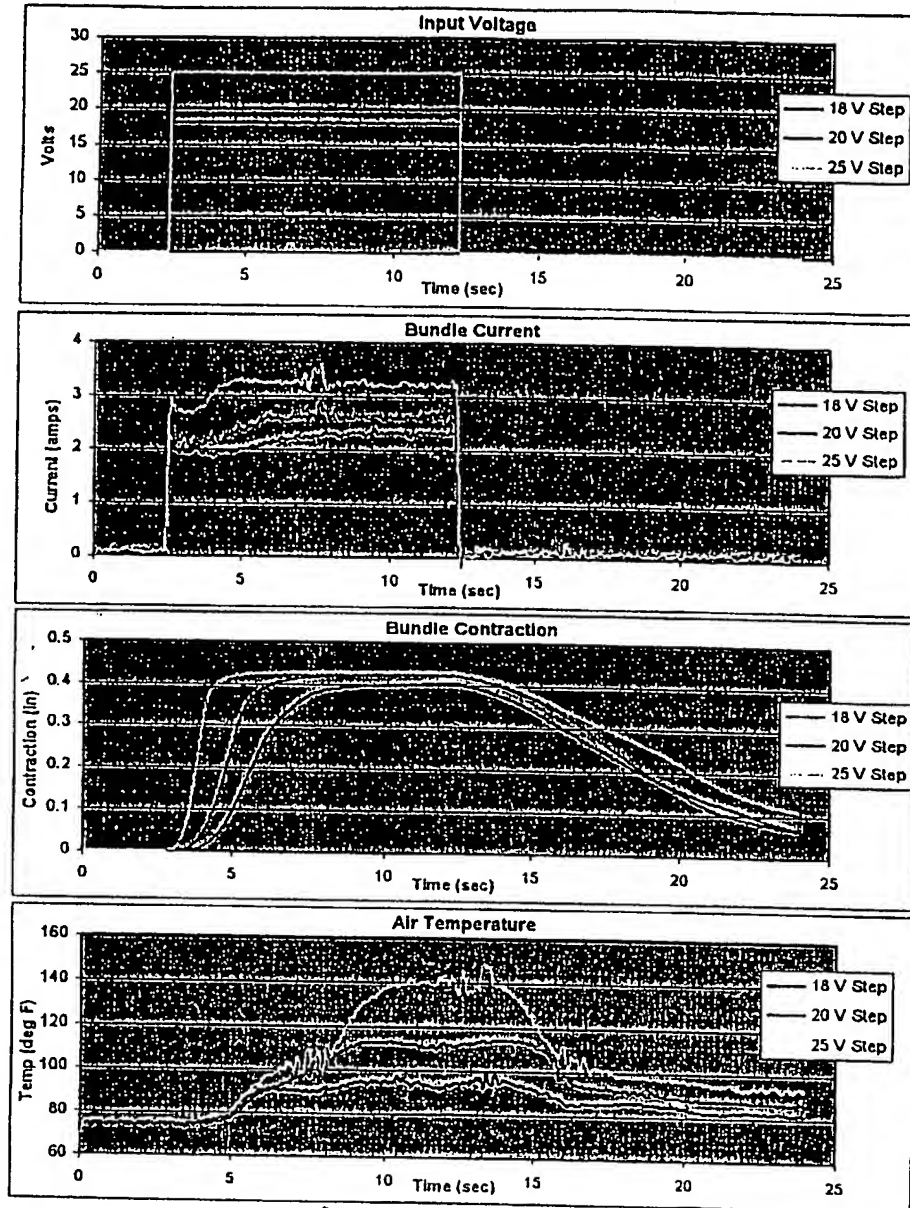 Input Voltage
30
25
20
15
10
5
0
Volts
0 5 10 15 20 25
Time (sec)
18 V Step
20 V Step
25 V Step
Bundle Current
4
3
2
1
0
Current (amps)
0 5 10 15 20 25
Time (sec)
18 V Step
20 V Step
25 V Step
Bundle Contraction
0.5
0.4
0.3
0.2
0.1
0
Contraction (in)
0 5 10 15 20 25
Time (sec)
18 V Step
20 V Step
25 V Step
Air Temperature
160
140
120
100
80
60
Temp (deg F)
0 5 10 15 20 25
Time (sec)
18 V Step
20 V Step
25 V Step